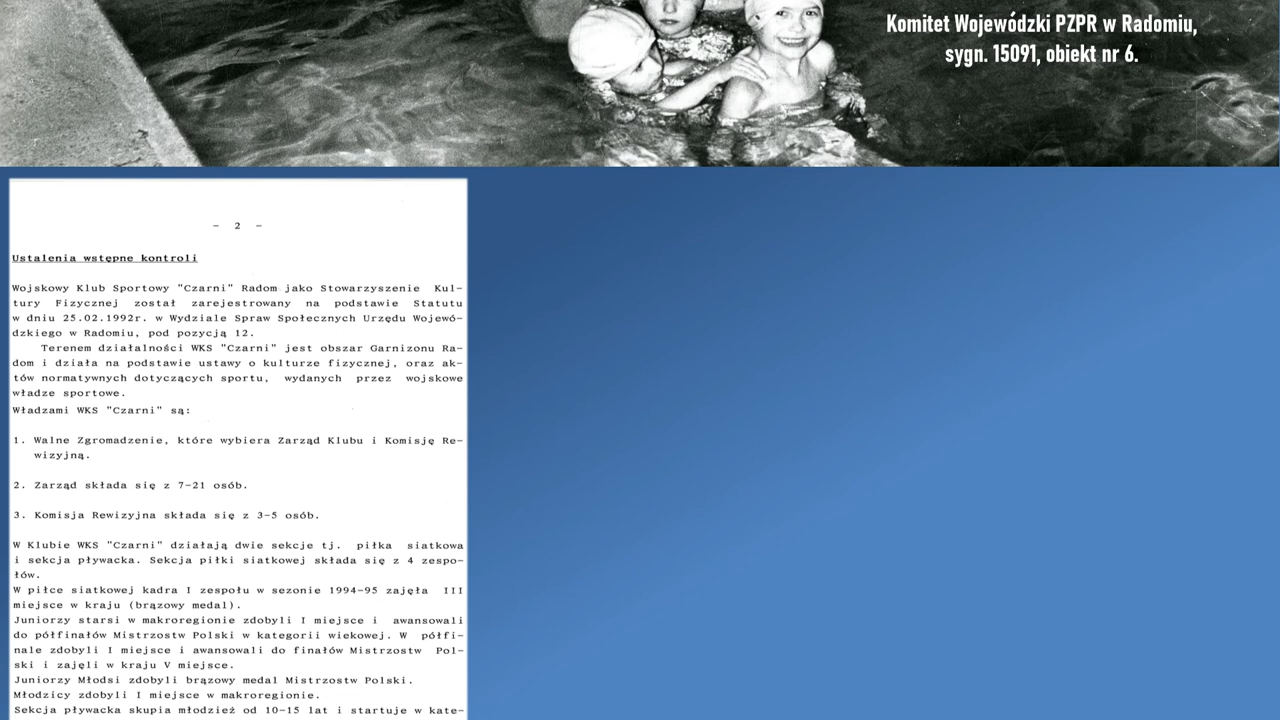 Komitet Wojewódzki PZPR w Radomiu,
sygn. 15091, obiekt nr 6.
- 2 -
Ustalenia wstępne kontroli
Wojskowy Klub Sportowy "Czarni" Radom jako Stowarzyszenie Kul-
tury Fizycznej został zarejestrowany na podstawie Statutu
w dniu 25.02.1992r. w Wydziale Spraw Społecznych Urzędu Wojewó-
dzkiego w Radomiu, pod pozycją 12.
Terenem działalności WKS "Czarni" jest obszar Garnizonu Ra-
dom i działa na podstawie ustawy o kulturze fizycznej, oraz ak-
tów normatywnych dotyczących sportu, wydanych przez wojskowe
władze sportowe.
Władzami WKS "Czarni" są:
1. Walne Zgromadzenie, które wybiera Zarząd Klubu i Komisję Re-
wizyjną.
2. Zarząd składa się z 7-21 osób.
3. Komisja Rewizyjna składa się z 3-5 osób.
W Klubie WKS "Czarni" działają dwie sekcje tj. piłka siatkowa
i sekcja pływacka. Sekcja piłki siatkowej składa się z 4 zespo-
łów.
W piłce siatkowej kadra I zespołu w sezonie 1994-95 zajęła III
miejsce w kraju (brązowy medal).
Juniorzy starsi w makroregionie zdobyli I miejsce i awansowali
do półfinałów Mistrzostw Polski w kategorii wiekowej. W półfi-
nale zdobyli I miejsce i awansowali do finałów Mistrzostw Pol-
ski i zajęli w kraju V miejsce.
Juniorzy Młodsi zdobyli brązowy medal Mistrzostw Polski.
Młodzicy zdobyli I miejsce w makroregionie.
Sekcja pływacka skupia młodzież od 10-15 lat i startuje w kate-